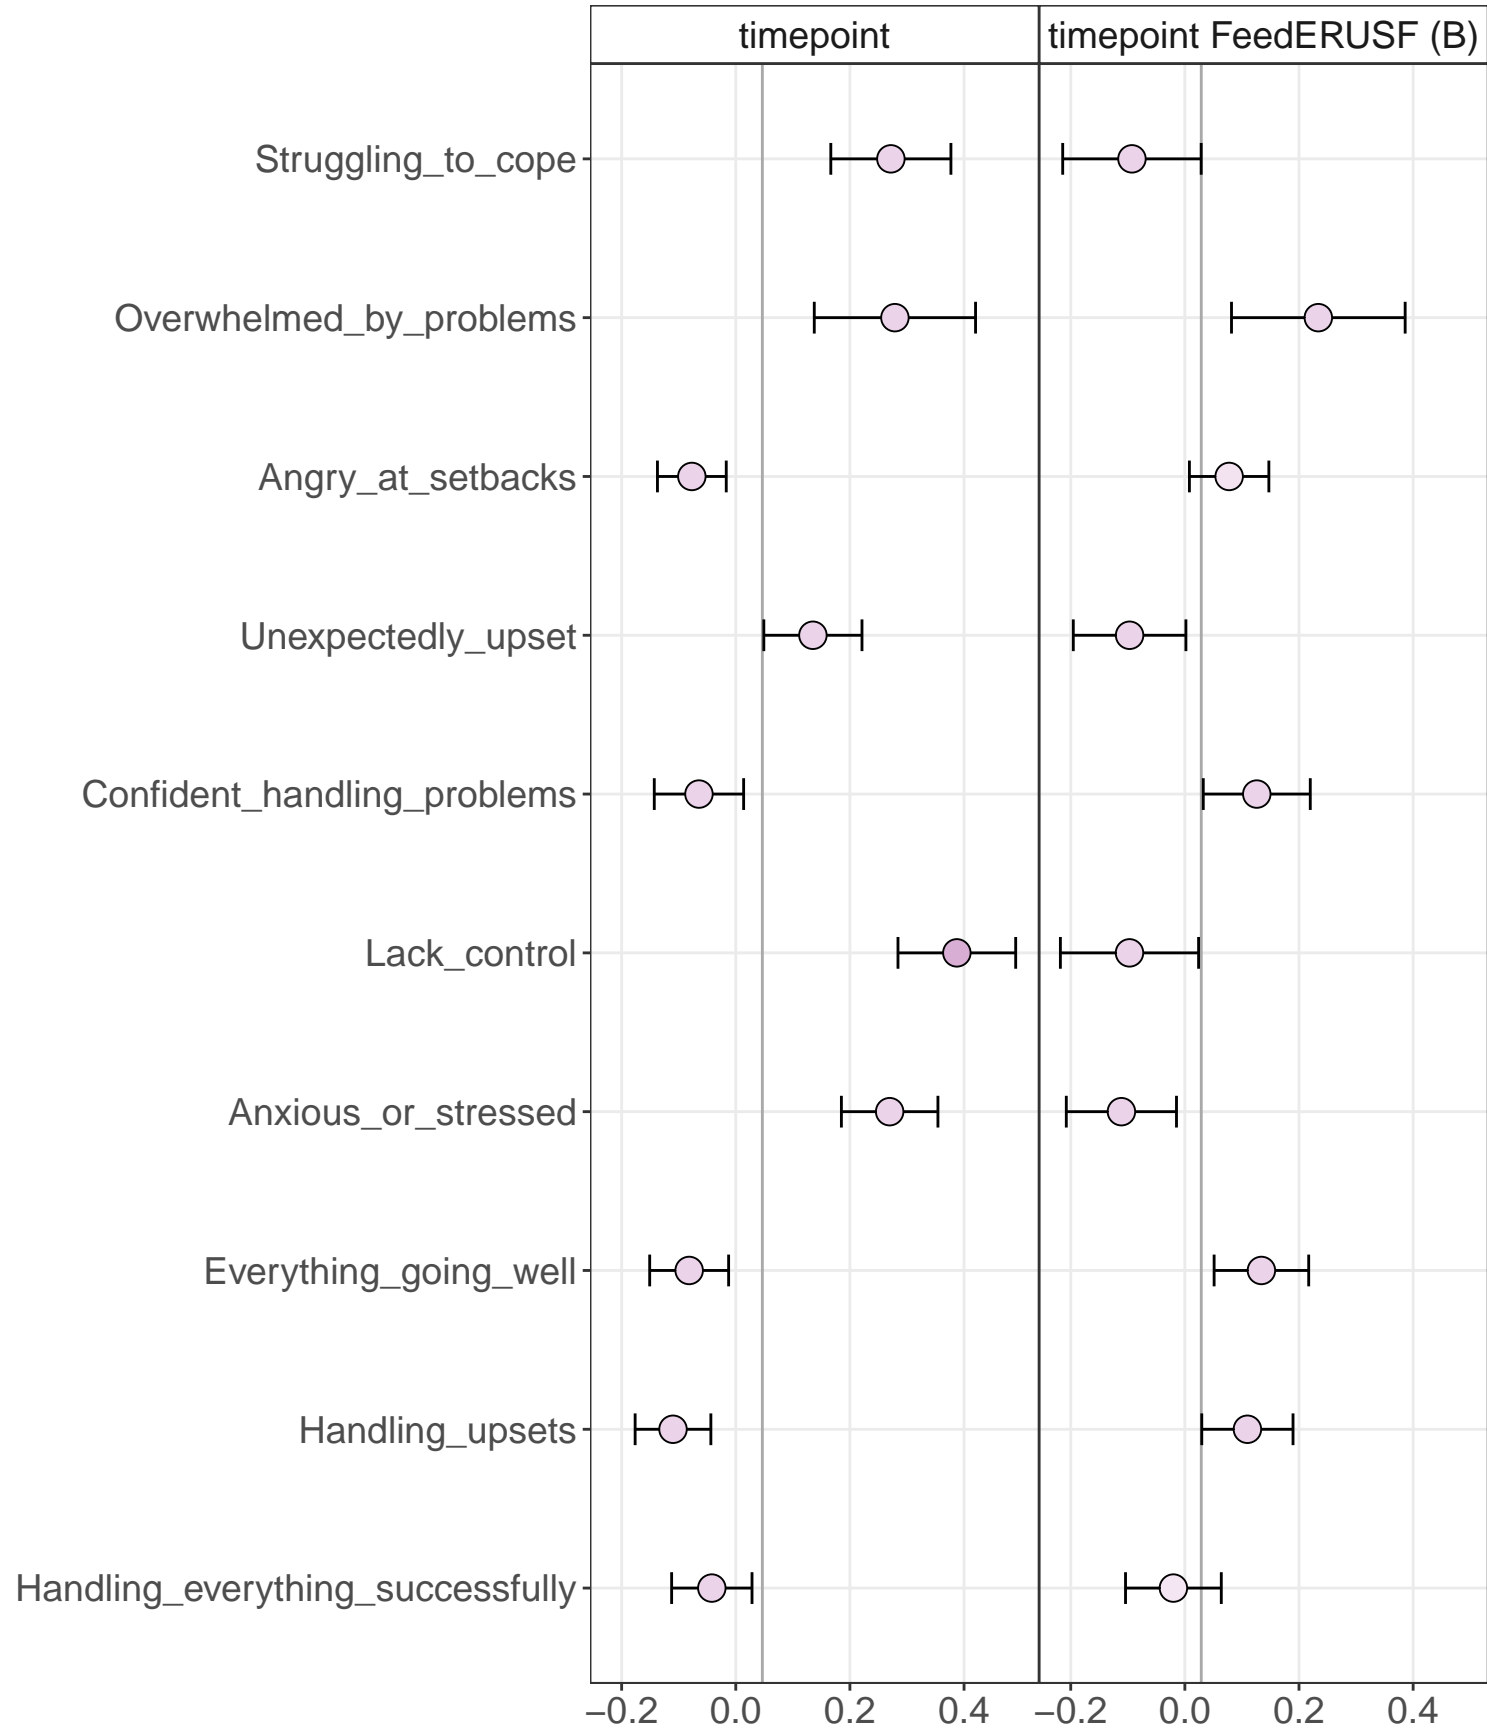 timepoint
timepoint FeedERUSF (B)
Struggling_to_cope
Overwhelmed_by_problems
Angry_at_setbacks
Unexpectedly_upset
Confident_handling_problems
Lack_control
Anxious_or_stressed
Everything_going_well
Handling_upsets
Handling_everything_successfully
−0.2 0.0 0.2 0.4 −0.2 0.0 0.2 0.4